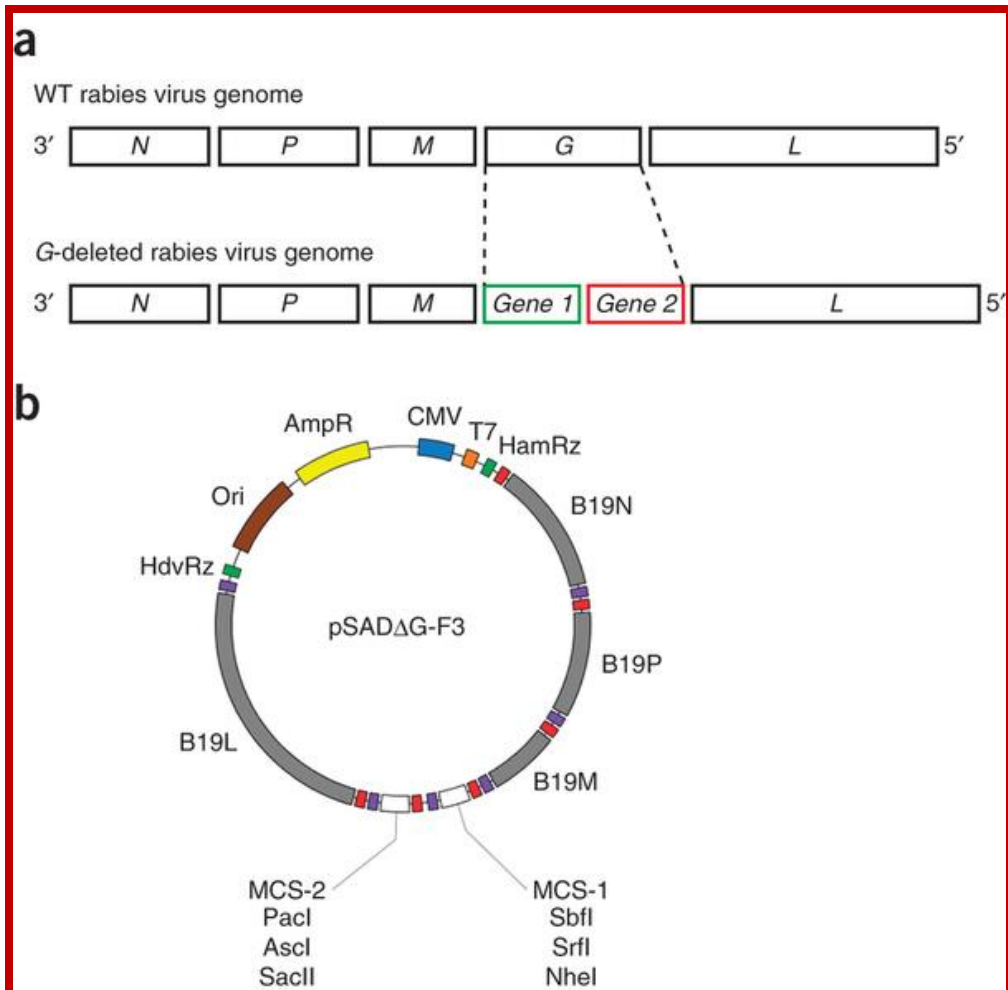 a
WT rabies virus genome
3′ N P M G L 5′
G-deleted rabies virus genome
3′ N P M Gene 1 Gene 2 L 5′
b
AmpR
CMV
T7
HamRz
Ori
B19N
HdvRz
pSADΔG-F3
B19P
B19L
B19M
MCS-2
PacI
AscI
SacII
MCS-1
SbfI
SrfI
NheI